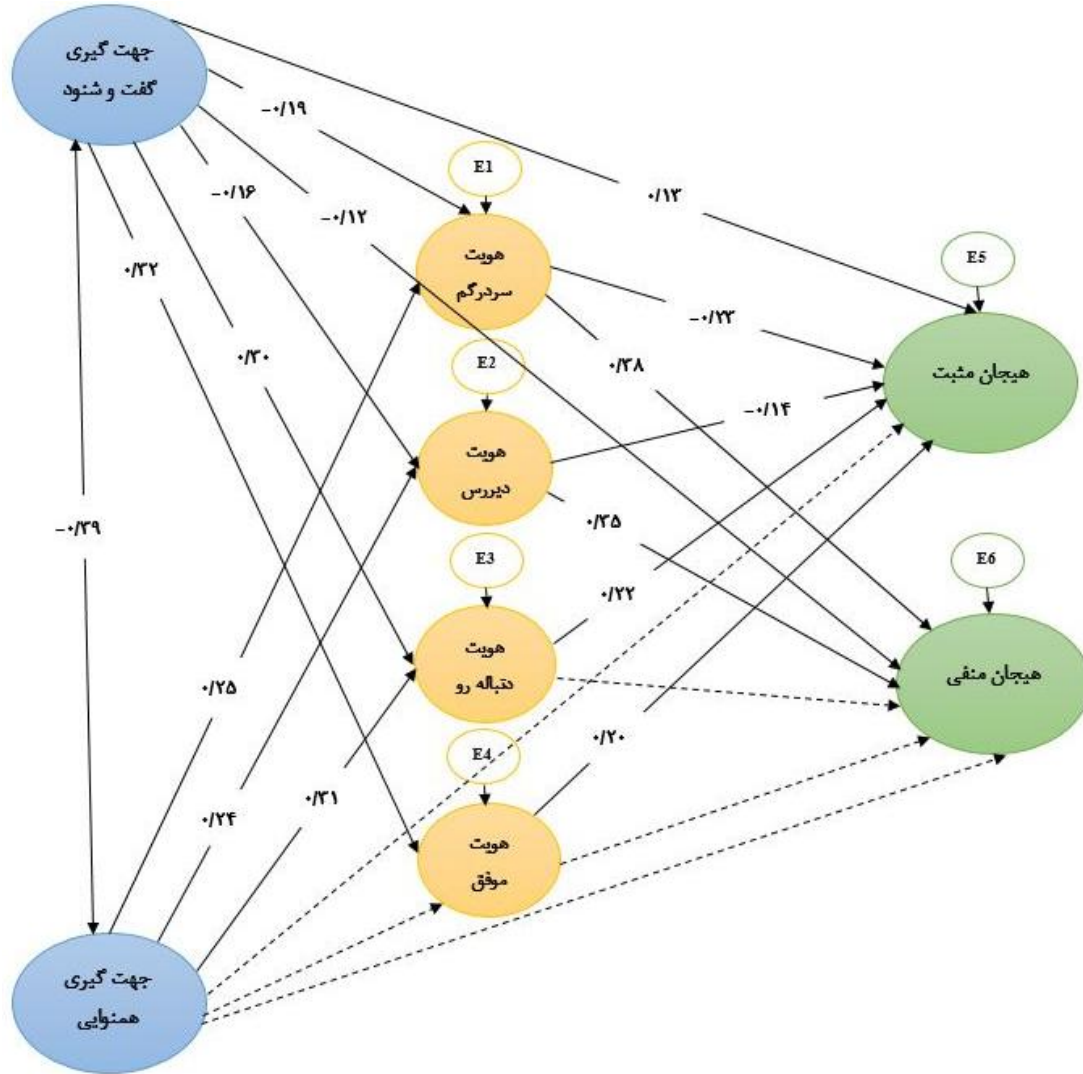 جهت گیری
گفت و شنود
-۰/۱۹
E1
-۰/۱۶
-۰/۱۲
۰/۱۳
هویت
سردرگم
E5
۰/۳۲
-۰/۲۳
هیجان مثبت
۰/۳۰
E2
۰/۳۸
-۰/۱۴
هویت
دیررس
-۰/۳۹
۰/۳۵
E3
E6
۰/۲۲
هویت
دنباله رو
هیجان منفی
۰/۲۵
E4
۰/۲۰
۰/۳۱
۰/۲۴
هویت
موفق
جهت گیری
همنوایی